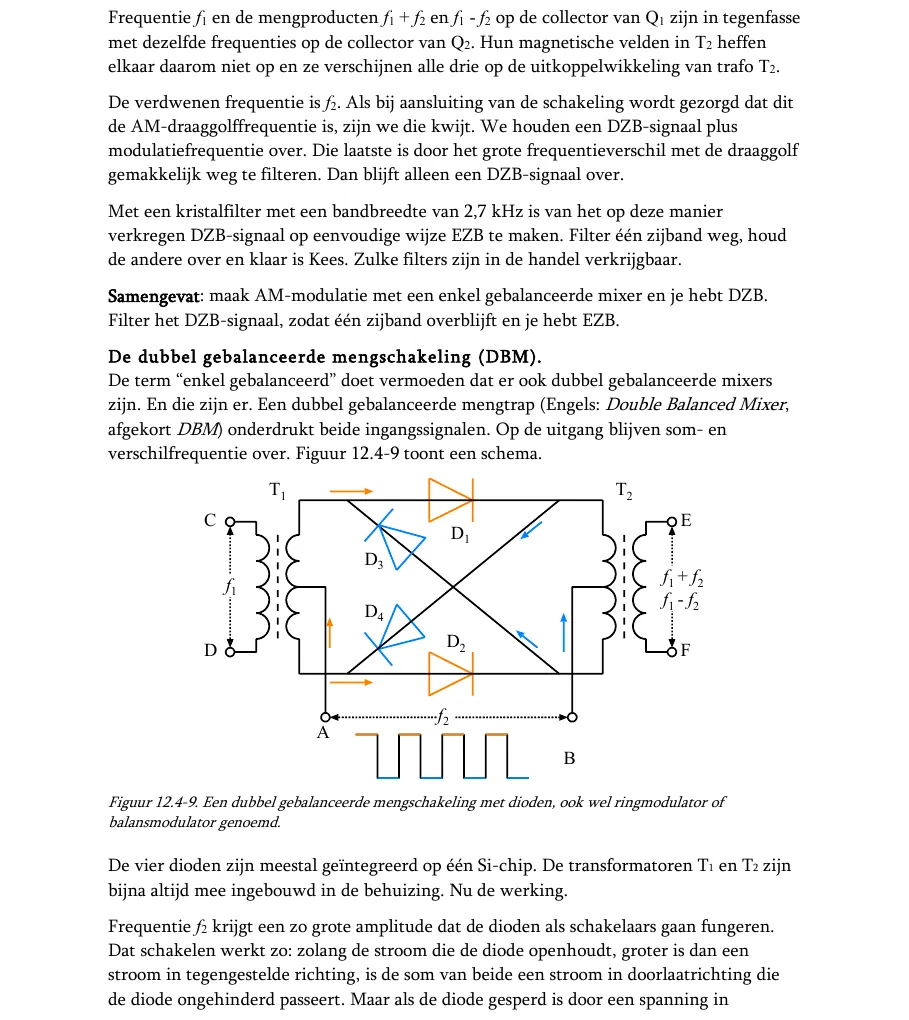 Frequentie f1 en de mengproducten f1 + f2 en f1 - f2 op de collector van Q1 zijn in tegenfasse
met dezelfde frequenties op de collector van Q2. Hun magnetische velden in T2 heffen
elkaar daarom niet op en ze verschijnen alle drie op de uitkoppelwikkeling van trafo T2.
De verdwenen frequentie is f2. Als bij aansluiting van de schakeling wordt gezorgd dat dit
de AM-draaggolffrequentie is, zijn we die kwijt. We houden een DZB-signaal plus
modulatiefrequentie over. Die laatste is door het grote frequentieverschil met de draaggolf
gemakkelijk weg te filteren. Dan blijft alleen een DZB-signaal over.
Met een kristalfilter met een bandbreedte van 2,7 kHz is van het op deze manier
verkregen DZB-signaal op eenvoudige wijze EZB te maken. Filter één zijband weg, houd
de andere over en klaar is Kees. Zulke filters zijn in de handel verkrijgbaar.
Samengevat: maak AM-modulatie met een enkel gebalanceerde mixer en je hebt DZB.
Filter het DZB-signaal, zodat één zijband overblijft en je hebt EZB.
De dubbel gebalanceerde mengschakeling (DBM).
De term “enkel gebalanceerd” doet vermoeden dat er ook dubbel gebalanceerde mixers
zijn. En die zijn er. Een dubbel gebalanceerde mengtrap (Engels: Double Balanced Mixer,
afgekort DBM) onderdrukt beide ingangssignalen. Op de uitgang blijven som- en
verschilfrequentie over. Figuur 12.4-9 toont een schema.
T1
T2
C
E
D1
D3
f1
f1 + f2
f1 - f2
D4
D2
D
F
f2
A
B
Figuur 12.4-9. Een dubbel gebalanceerde mengschakeling met dioden, ook wel ringmodulator of
balansmodulator genoemd.
De vier dioden zijn meestal geïntegreerd op één Si-chip. De transformatoren T1 en T2 zijn
bijna altijd mee ingebouwd in de behuizing. Nu de werking.
Frequentie f2 krijgt een zo grote amplitude dat de dioden als schakelaars gaan fungeren.
Dat schakelen werkt zo: zolang de stroom die de diode openhoudt, groter is dan een
stroom in tegengestelde richting, is de som van beide een stroom in doorlaatrichting die
de diode ongehinderd passeert. Maar als de diode gesperd is door een spanning in